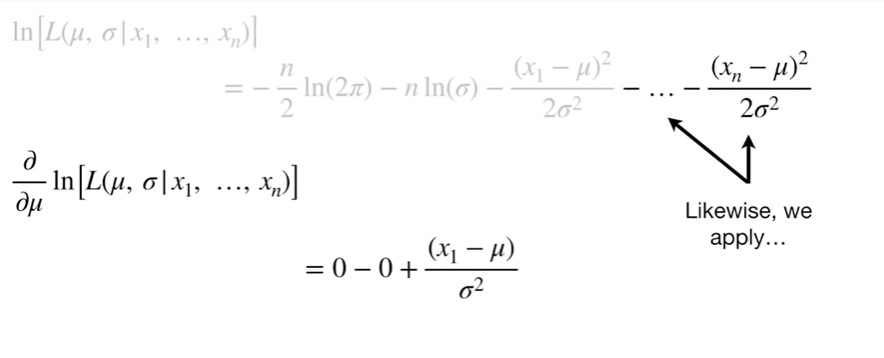 ln[L(μ, σ|x₁, …, xₙ)]
= − n/2 ln(2π) − n ln(σ) − (x₁ − μ)²/2σ² − … − (xₙ − μ)²/2σ²
∂/∂μ ln[L(μ, σ|x₁, …, xₙ)]
Likewise, we
apply…
= 0 − 0 + (x₁ − μ)/σ²